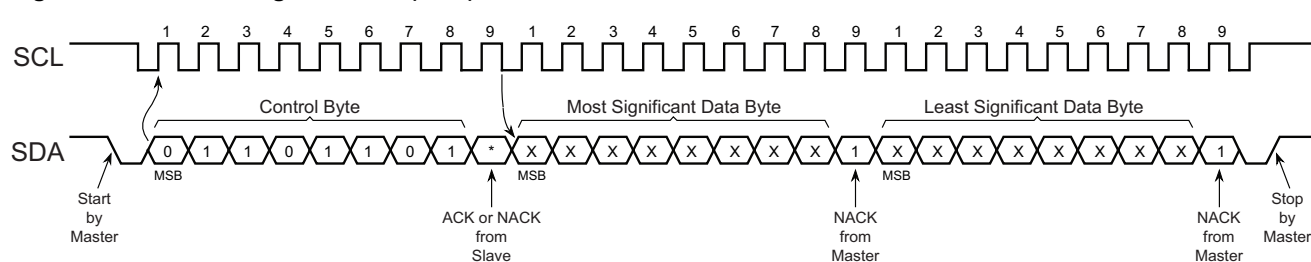 1 2 3 4 5 6 7 8 9 1 2 3 4 5 6 7 8 9 1 2 3 4 5 6 7 8 9
SCL
Control Byte Most Significant Data Byte Least Significant Data Byte
SDA 0 1 1 0 1 1 0 1 * X X X X X X X X 1 X X X X X X X X 1
MSB MSB MSB
Start
by
Master
ACK or NACK
from
Slave
NACK
from
Master
NACK
from
Master
Stop
by
Master